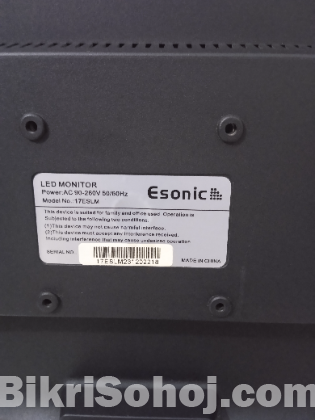 LED MONITOR
Power:AC 90-260V 50/60Hz
Model No.: 17ESLM
Esonic
This device is suited for family and office used. Operation is
Subjected to the following two conditions.
(1)This device may not cause harmful interference.
(2)This device must accept any interference received.
Including interference that may cause operation
SERIAL NO:
MADE IN CHINA
BikriSohoj.com